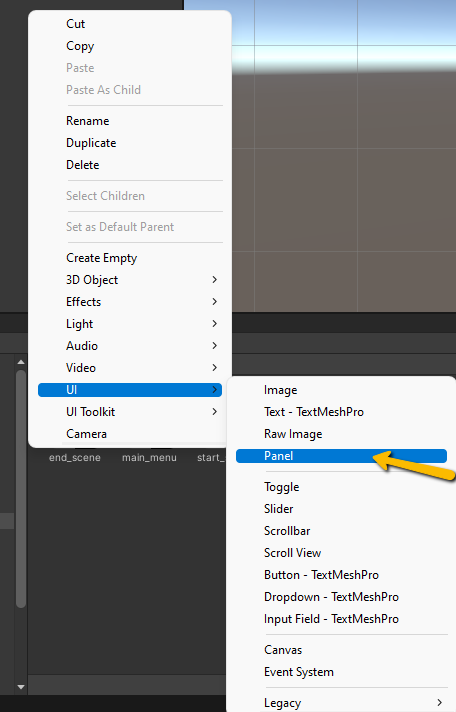 Cut
Copy
Paste
Paste As Child
Rename
Duplicate
Delete
Select Children
Set as Default Parent
Create Empty
3D Object
Effects
Light
Audio
Video
UI
UI Toolkit
Camera
end_scene main_menu start_
Image
Text - TextMeshPro
Raw Image
Panel
Toggle
Slider
Scrollbar
Scroll View
Button - TextMeshPro
Dropdown - TextMeshPro
Input Field - TextMeshPro
Canvas
Event System
Legacy